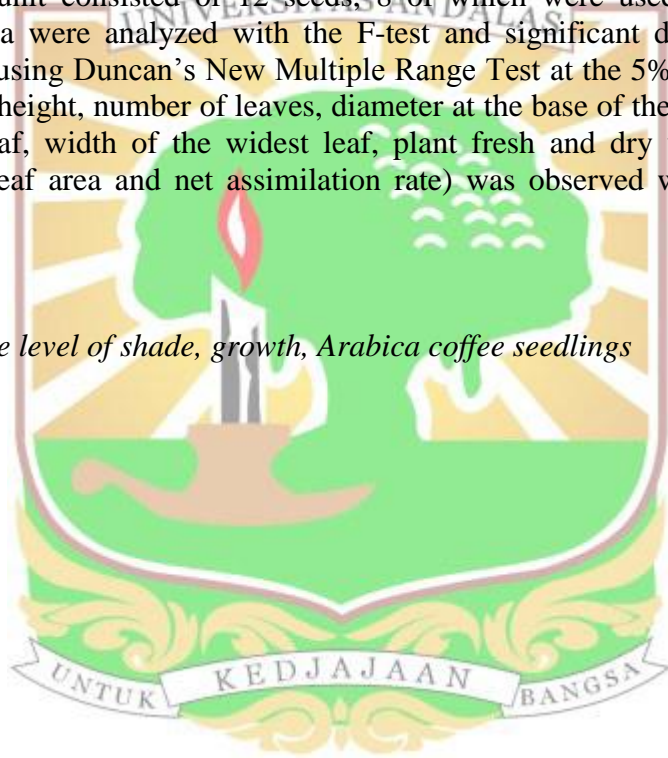 unit consisted of 12 seeds, 8 of which were used
UNIVERSITAS ANDALAS
a were analyzed with the F-test and significant d
using Duncan's New Multiple Range Test at the 5%
height, number of leaves, diameter at the base of the
af, width of the widest leaf, plant fresh and dry
eaf area and net assimilation rate) was observed
e level of shade, growth, Arabica coffee seedlings
UNTUK KEDJAJAAN BANGSA